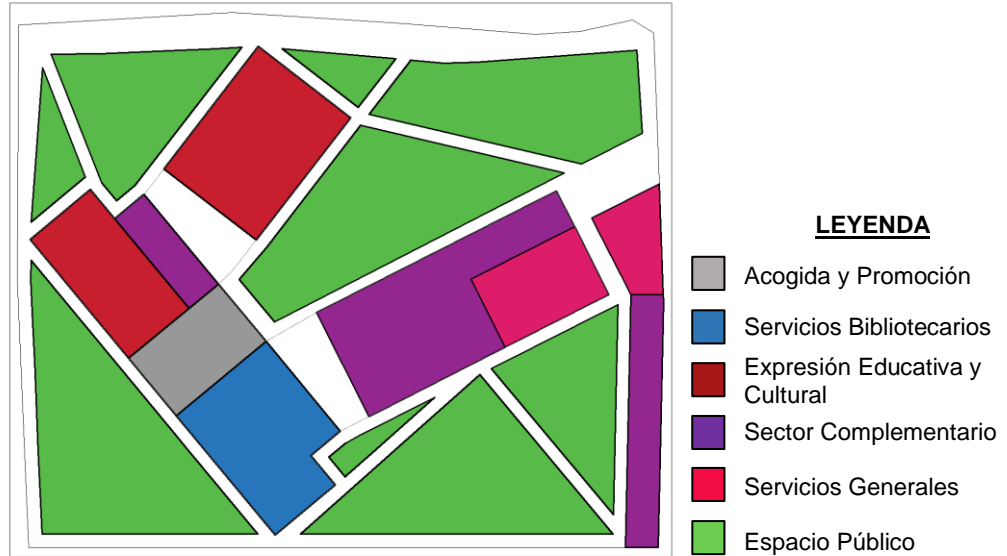 LEYENDA
Acogida y Promoción
Servicios Bibliotecarios
Expresión Educativa y
Cultural
Sector Complementario
Servicios Generales
Espacio Público